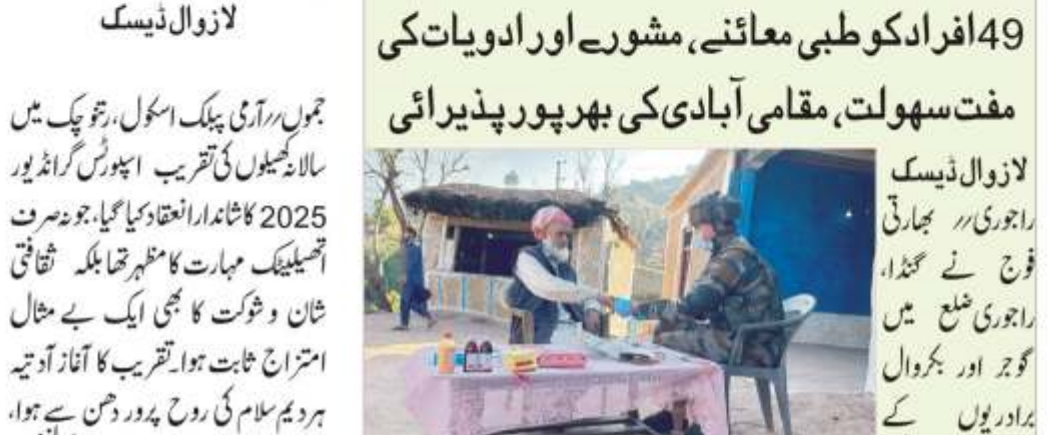 49افراد کو طبی معائنے، مشورے اور ادویات کی
مفت سہولت، مقامی آبادی کی بھرپور پذیرائی
لازوال ڈیسک
راجوری// بھارتی
فوج نے گنڈا،
راجوری ضلع میں
گوجر اور بکروال
برادریوں کے
لازوال ڈیسک
جموں//آرمی پبلک اسکول، رتنو چک میں
سالانہ کھیلوں کی تقریب اسپورٹس گرانڈیور
2025 کا شاندار انعقاد کیا گیا، جو نہ صرف
اتھیلیٹک مہارت کا مظہر تھا بلکہ ثقافتی
شان و شوکت کا بھی ایک بے مثال
امتزاج ثابت ہوا۔تقریب کا آغاز آدتیہ
ہردیم سلام کی روح پرور دھن سے ہوا،